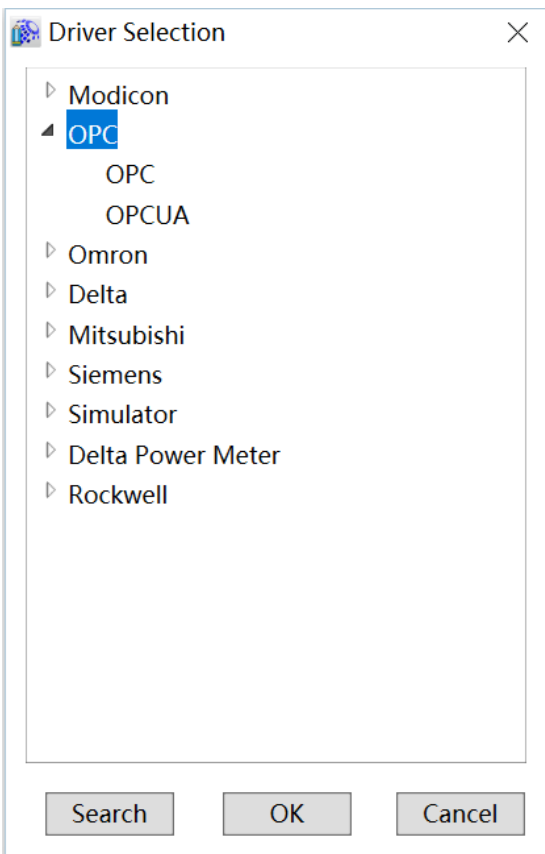 Driver Selection
Modicon
OPC
OPC
OPCUA
Omron
Delta
Mitsubishi
Siemens
Simulator
Delta Power Meter
Rockwell
Search OK Cancel